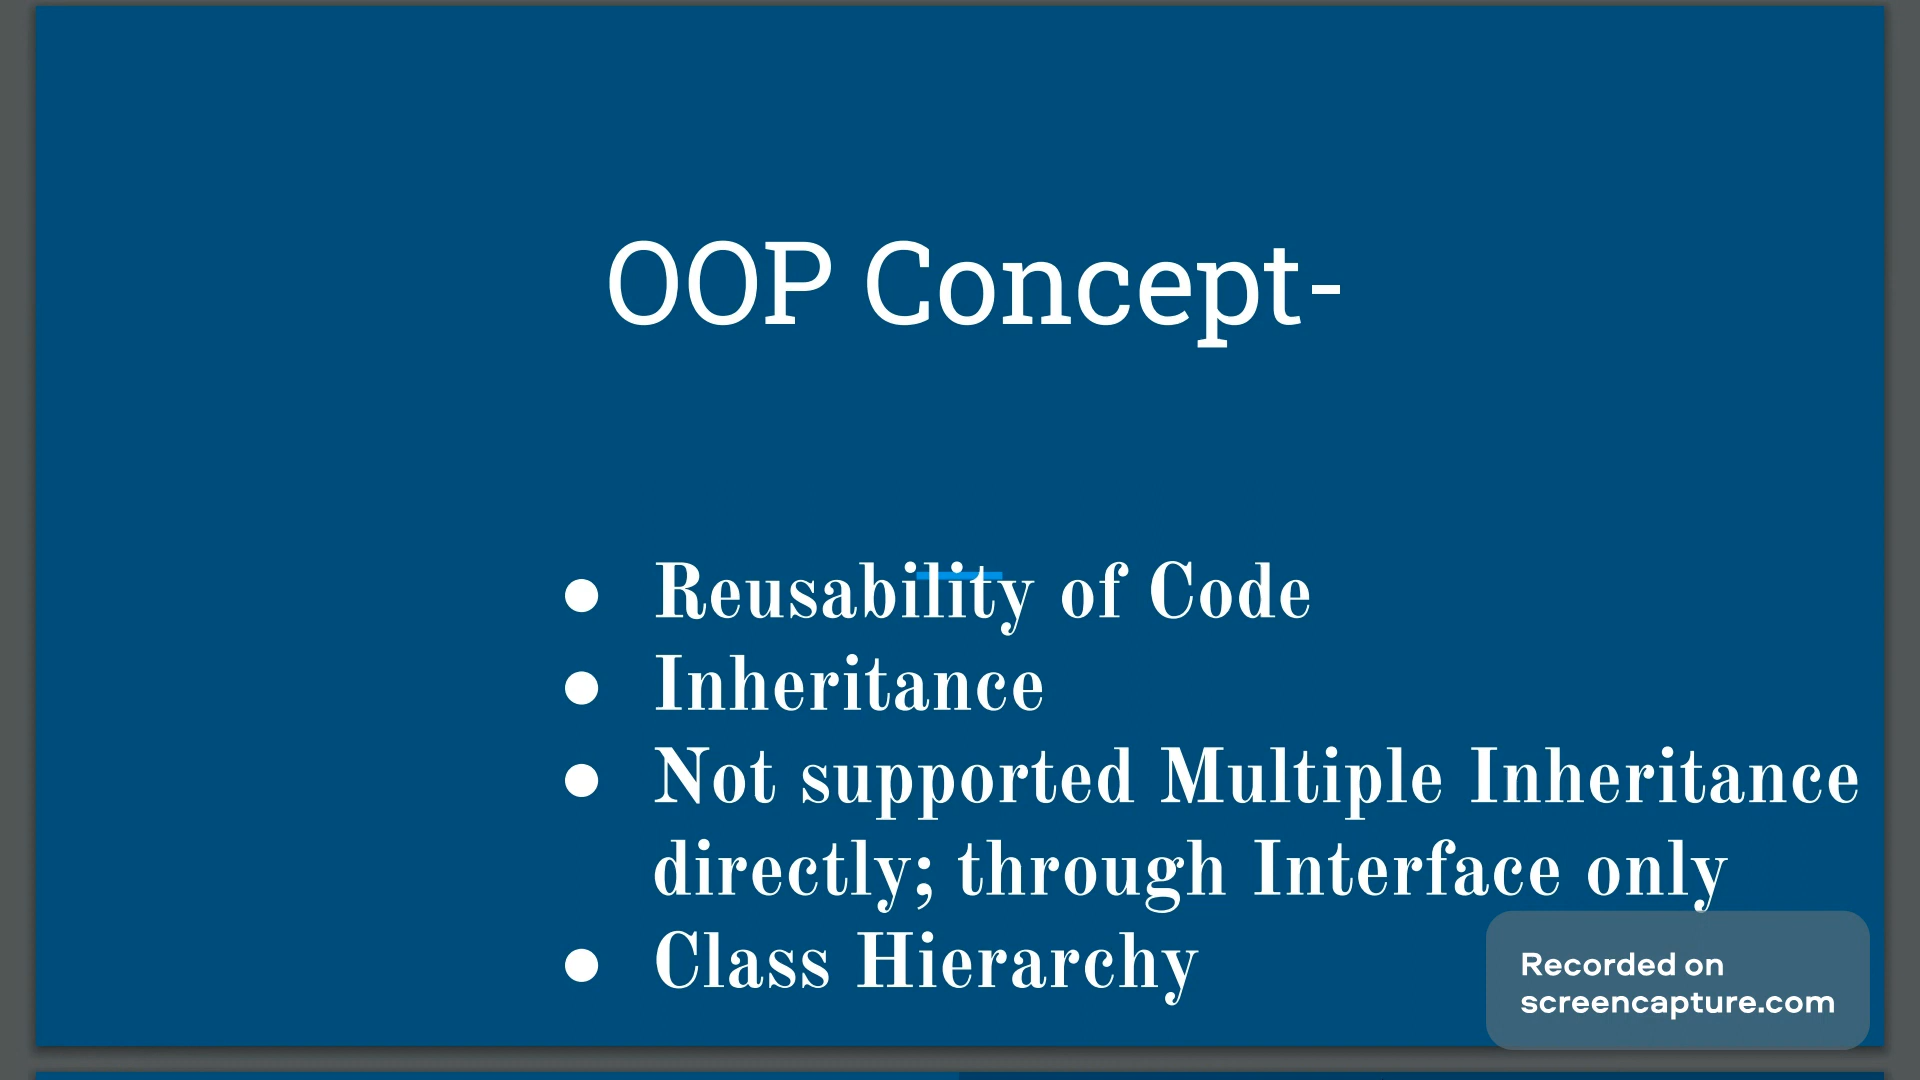 OOP Concept-
● Reusability of Code
● Inheritance
● Not supported Multiple Inheritance
directly; through Interface only
● Class Hierarchy
Recorded on
screencapture.com